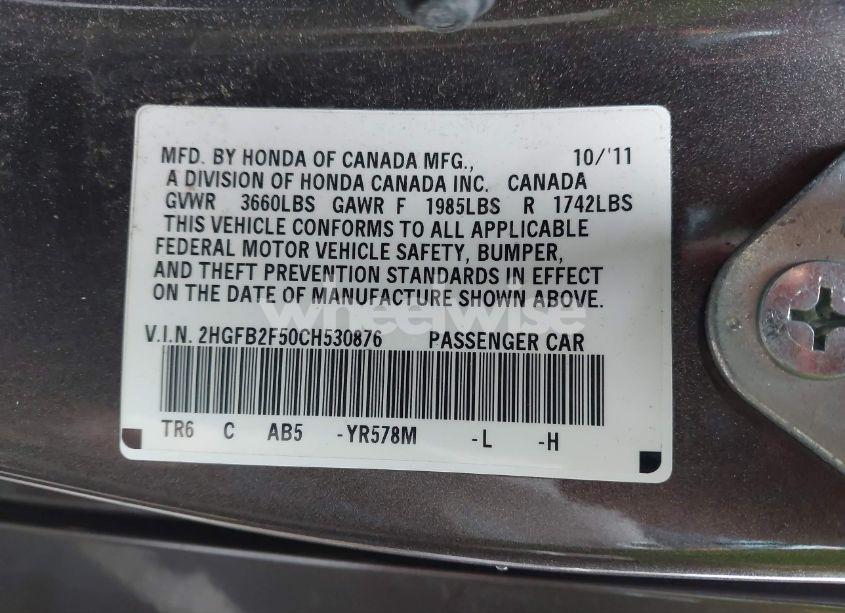 MFD. BY HONDA OF CANADA MFG., 10/'11
A DIVISION OF HONDA CANADA INC. CANADA
GVWR 3660LBS GAWR F 1985LBS R 1742LBS
THIS VEHICLE CONFORMS TO ALL APPLICABLE
FEDERAL MOTOR VEHICLE SAFETY, BUMPER,
AND THEFT PREVENTION STANDARDS IN EFFECT
ON THE DATE OF MANUFACTURE SHOWN ABOVE.
wheelwise
V.I.N. 2HGFB2F50CH530876 PASSENGER CAR
TR6 C AB5 -YR578M -L -H